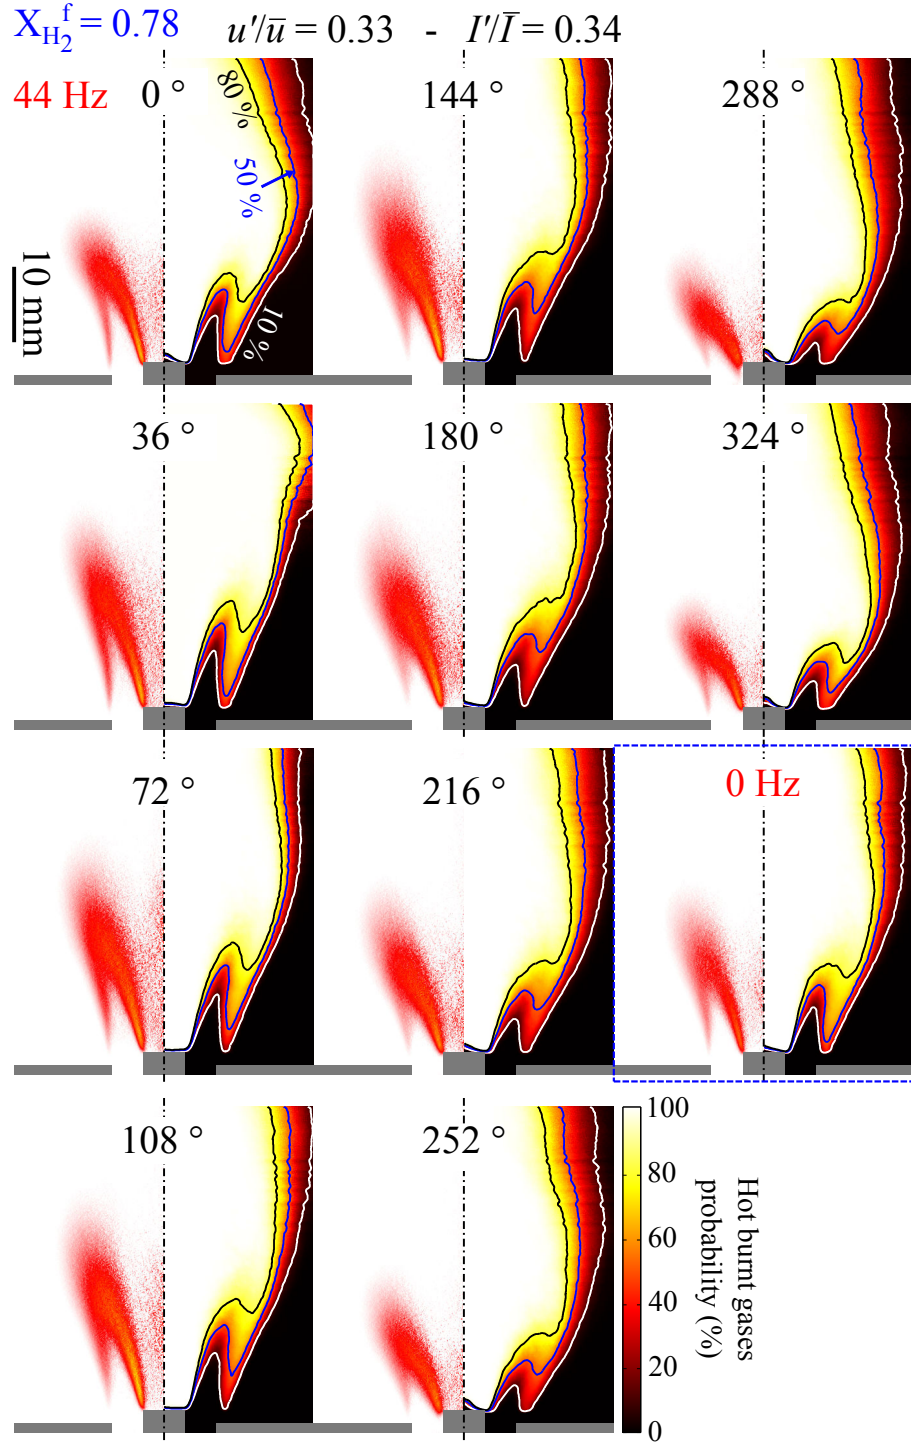 X_{H_2}^f = 0.78 u'/ū = 0.33 - I'/Ī = 0.34
44 Hz 0 ° 144 ° 288 °
80 %
50 %
10 %
10 mm
36 ° 180 ° 324 °
72 ° 216 ° 0 Hz
108 ° 252 °
100
80
60
40
20
0
Hot burnt gases
probability (%)